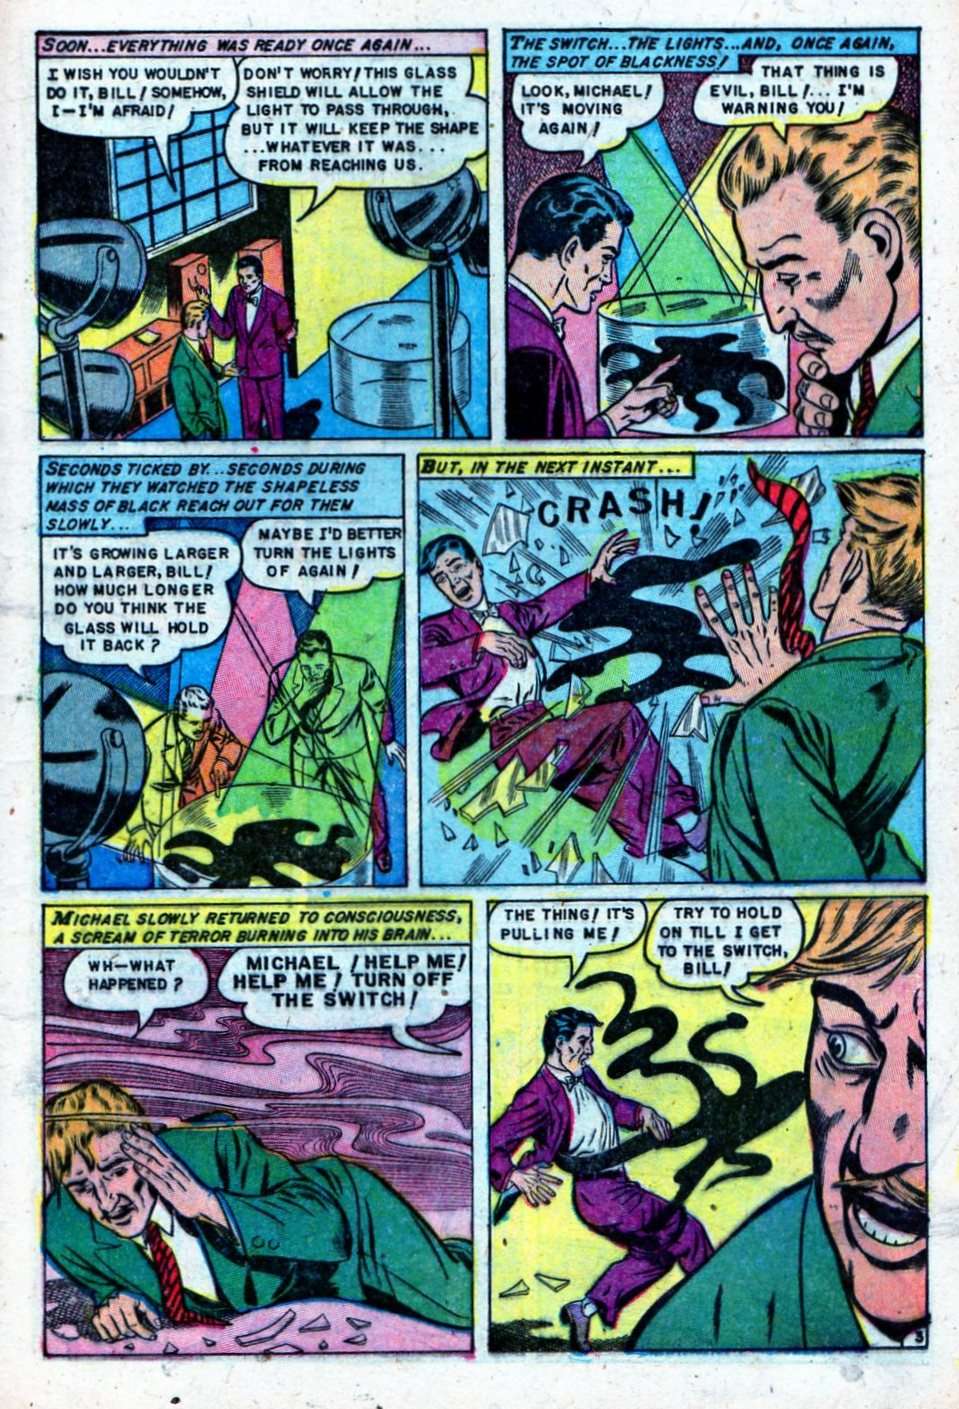 SOON...EVERYTHING WAS READY ONCE AGAIN...
I WISH YOU WOULDN'T
DO IT, BILL! SOMEHOW,
I-I'M AFRAID!
DON'T WORRY! THIS GLASS
SHIELD WILL ALLOW THE
LIGHT TO PASS THROUGH,
BUT IT WILL KEEP THE SHAPE
...WHATEVER IT WAS...
FROM REACHING US.
THE SWITCH...THE LIGHTS...AND, ONCE AGAIN,
THE SPOT OF BLACKNESS!
LOOK, MICHAEL!
IT'S MOVING
AGAIN!
THAT THING IS
EVIL, BILL!... I'M
WARNING YOU!
SECONDS TICKED BY...SECONDS DURING
WHICH THEY WATCHED THE SHAPELESS
MASS OF BLACK REACH OUT FOR THEM
SLOWLY...
IT'S GROWING LARGER
AND LARGER, BILL!
HOW MUCH LONGER
DO YOU THINK THE
GLASS WILL HOLD
IT BACK?
MAYBE I'D BETTER
TURN THE LIGHTS
OF AGAIN!
BUT, IN THE NEXT INSTANT...
CRASH!
MICHAEL SLOWLY RETURNED TO CONSCIOUSNESS,
A SCREAM OF TERROR BURNING INTO HIS BRAIN...
WH-WHAT
HAPPENED?
MICHAEL! HELP ME!
HELP ME! TURN OFF
THE SWITCH!
THE THING! IT'S
PULLING ME!
TRY TO HOLD
ON TILL I GET
TO THE SWITCH,
BILL!
3